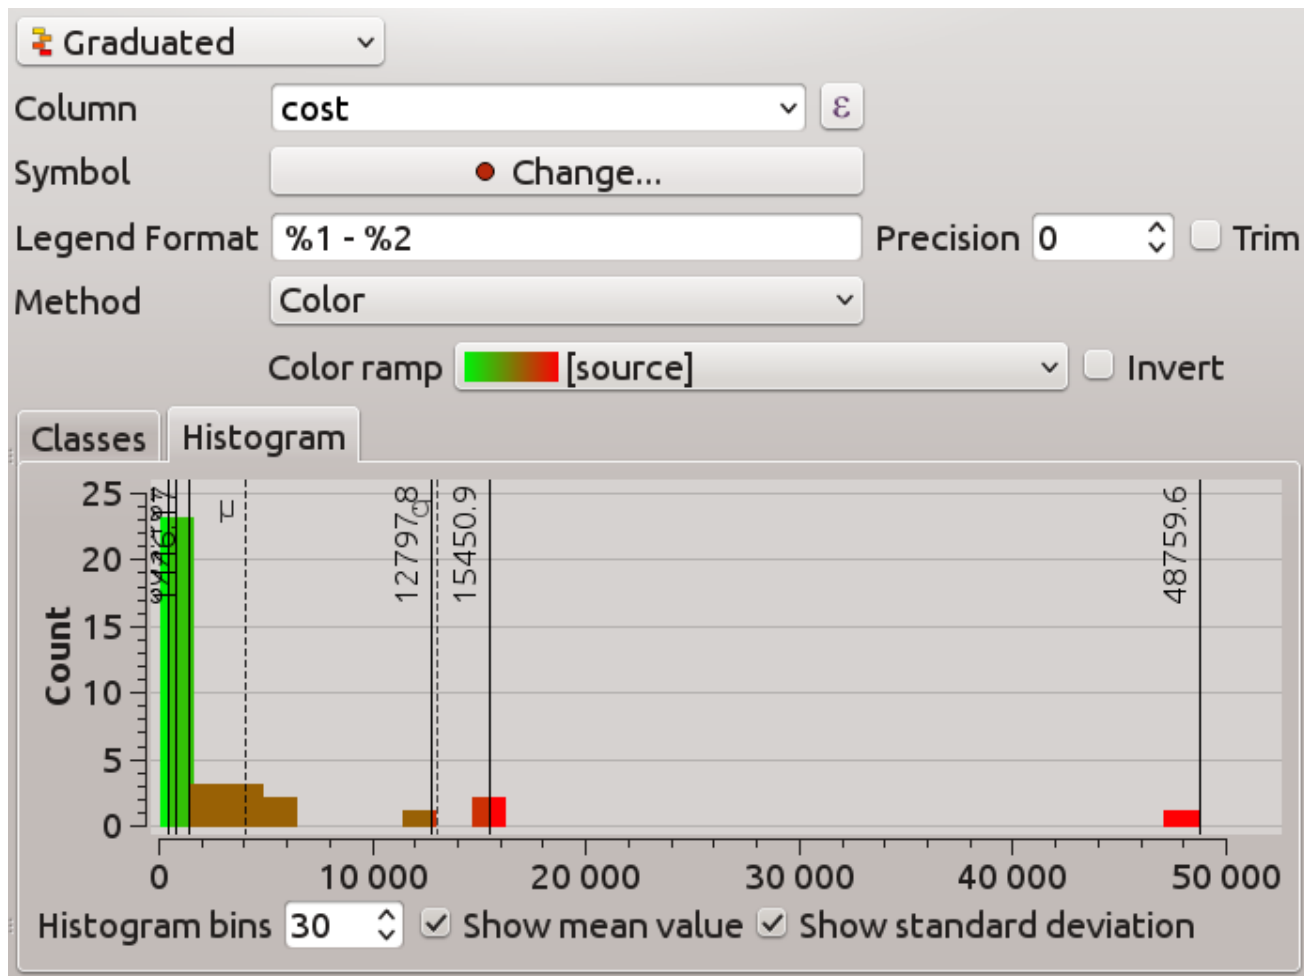 Graduated
Column cost ε
Symbol Change...
Legend Format %1 - %2 Precision 0 Trim
Method Color
Color ramp [source] Invert
Classes Histogram
25
20
15
10
5
0
Count
μ
12797.8
σ
15450.9
48759.6
0 10 000 20 000 30 000 40 000 50 000
Histogram bins 30 Show mean value Show standard deviation